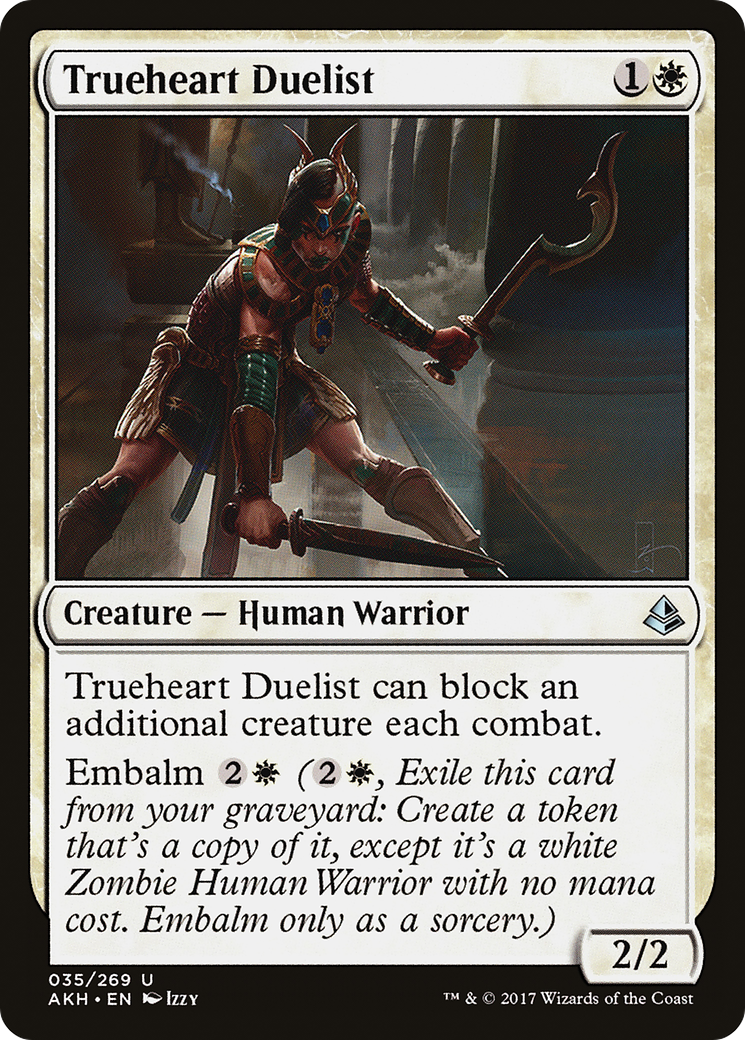 Trueheart Duelist 1
Creature — Human Warrior
Trueheart Duelist can block an
additional creature each combat.
Embalm 2 (2, Exile this card
from your graveyard: Create a token
that's a copy of it, except it's a white
Zombie Human Warrior with no mana
cost. Embalm only as a sorcery.)
2/2
035/269 U
AKH • EN Izzy
™ & © 2017 Wizards of the Coast